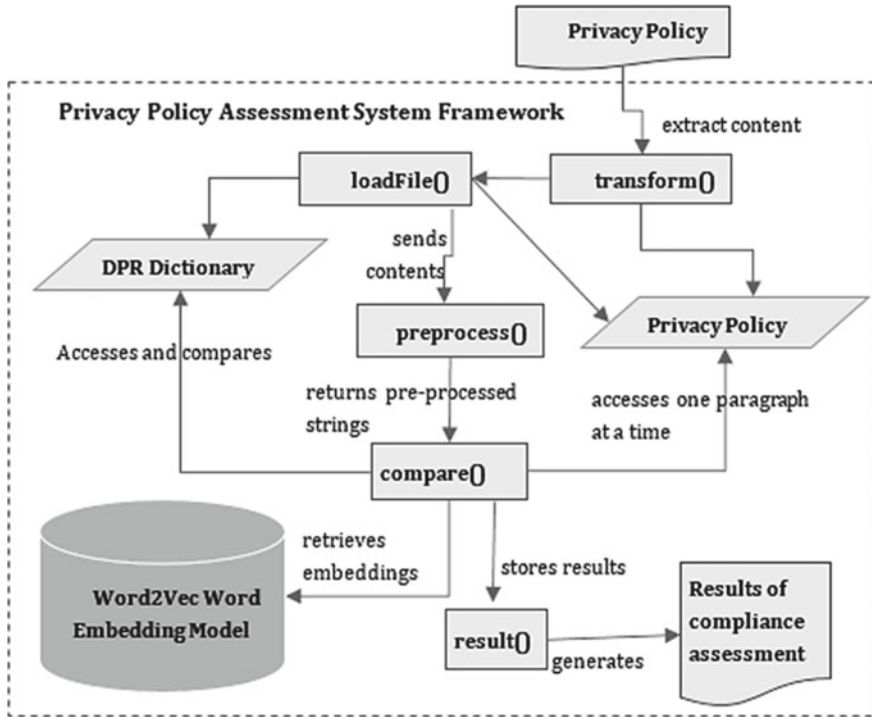 Privacy Policy
Privacy Policy Assessment System Framework
extract content
loadFile()
transform()
sends
contents
DPR Dictionary
preprocess()
Privacy Policy
Accesses and compares
returns pre-processed
strings
accesses one paragraph
at a time
compare()
retrieves
embeddings
stores results
Word2Vec Word
Embedding Model
result()
generates
Results of
compliance
assessment